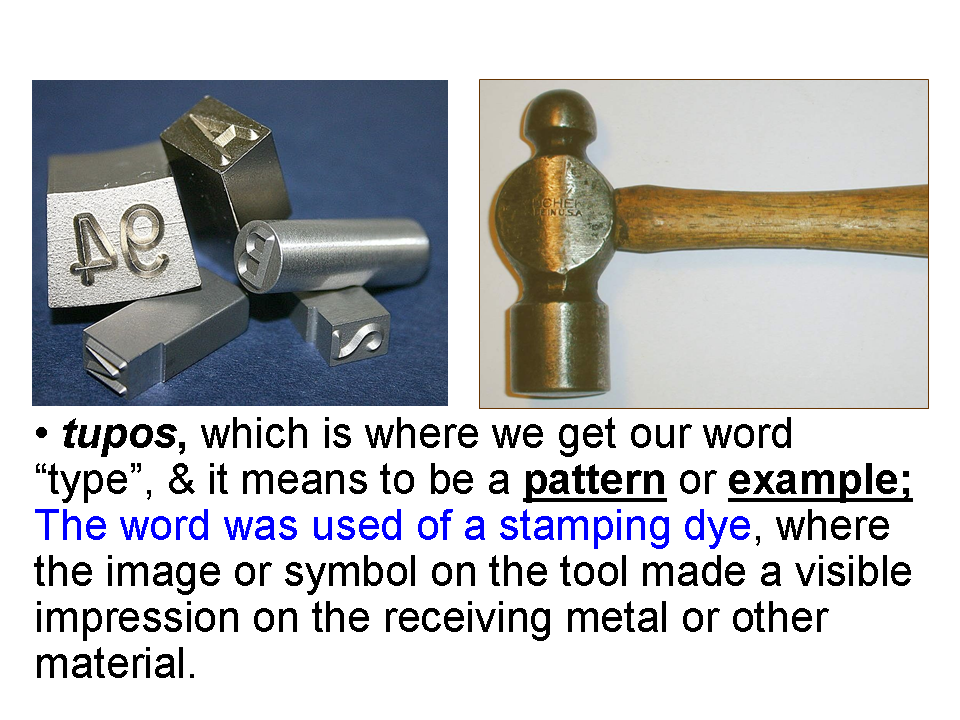 A
B
S
IN U.S.A.
• tupos, which is where we get our word
“type”, & it means to be a pattern or example;
The word was used of a stamping dye, where
the image or symbol on the tool made a visible
impression on the receiving metal or other
material.